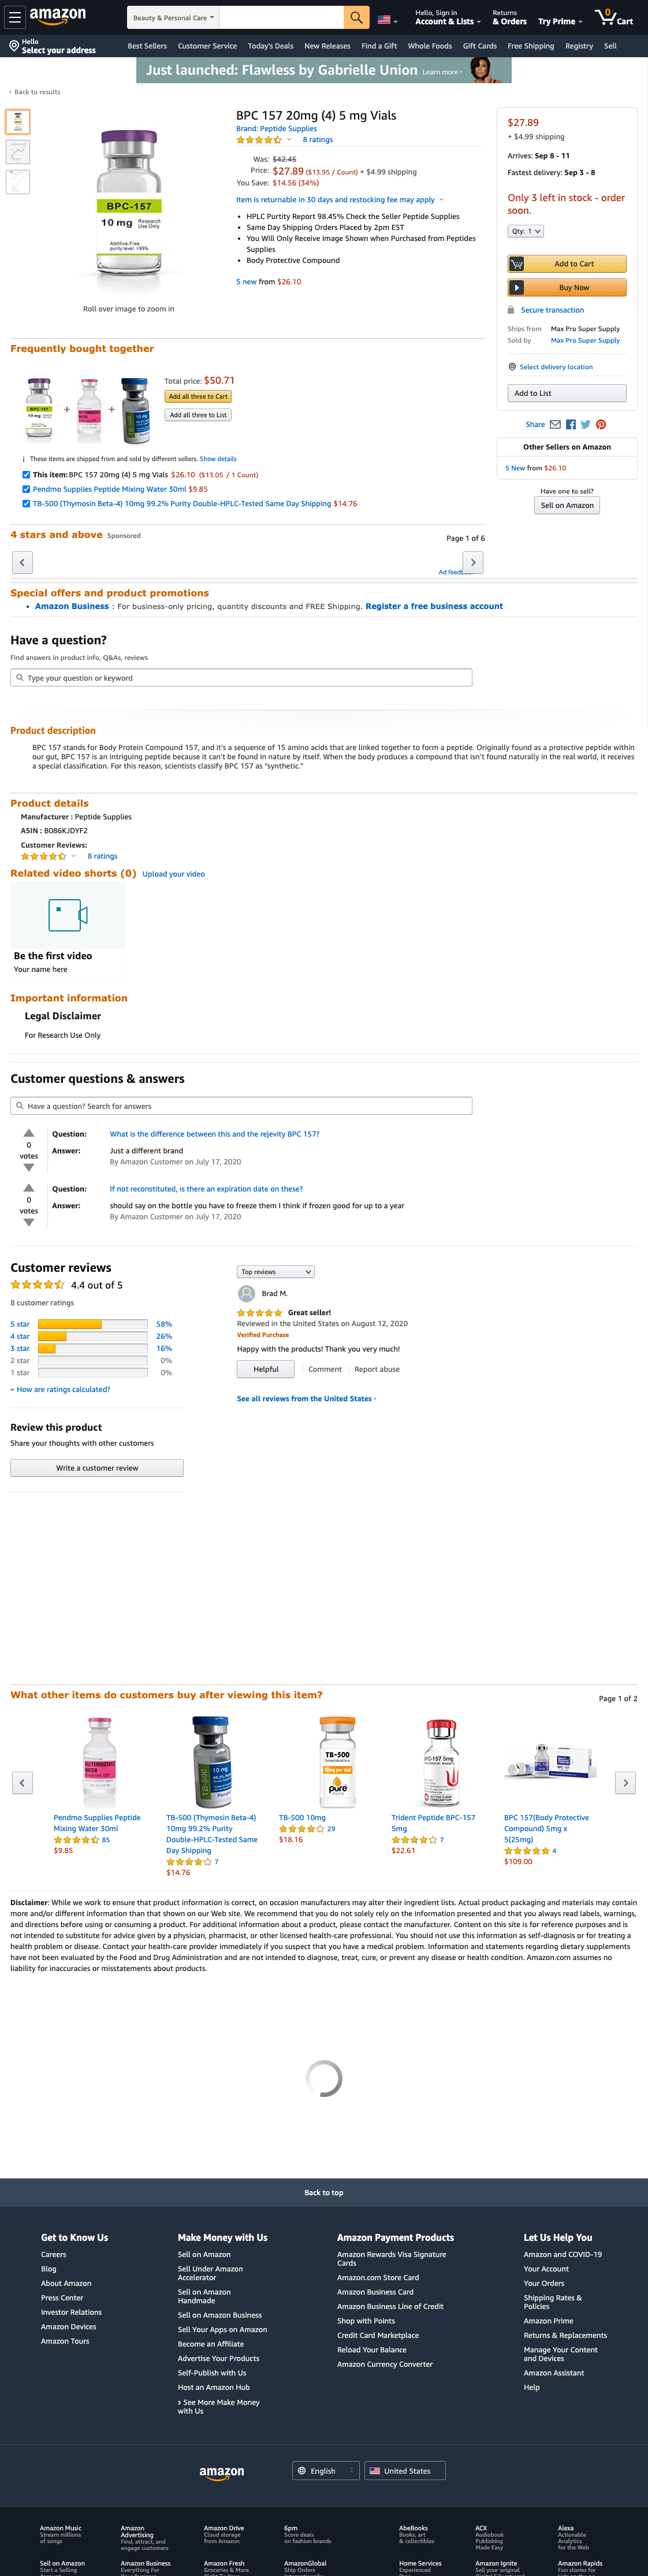 amazon
Beauty & Personal Care
Hello, Sign in
Account & Lists
Returns
& Orders
Try Prime
0
Cart
Hello
Select your address
Best Sellers
Customer Service
Today's Deals
New Releases
Find a Gift
Whole Foods
Gift Cards
Free Shipping
Registry
Sell
Just launched: Flawless by Gabrielle Union Learn more ›
‹ Back to results
BPC-157
10 mg Research Use Only
Additive-Free
purity level: >99%
Roll over image to zoom in
BPC 157 20mg (4) 5 mg Vials
Brand: Peptide Supplies
8 ratings
Was: $42.45
Price: $27.89 ($13.95 / Count) + $4.99 shipping
You Save: $14.56 (34%)
Item is returnable in 30 days and restocking fee may apply
• HPLC Purtity Report 98.45% Check the Seller Peptide Supplies
• Same Day Shipping Orders Placed by 2pm EST
• You Will Only Receive Image Shown when Purchased from Peptides
Supplies
• Body Protective Compound
5 new from $26.10
$27.89
+ $4.99 shipping
Arrives: Sep 8 - 11
Fastest delivery: Sep 3 - 8
Only 3 left in stock - order
soon.
Qty: 1
Add to Cart
Buy Now
Secure transaction
Ships from Max Pro Super Supply
Sold by Max Pro Super Supply
Select delivery location
Add to List
Share
Other Sellers on Amazon
5 New from $26.10
Have one to sell?
Sell on Amazon
Frequently bought together
BPC-157
10 mg
+
+
Total price: $50.71
Add all three to Cart
Add all three to List
i These items are shipped from and sold by different sellers. Show details
This item: BPC 157 20mg (4) 5 mg Vials $26.10 ($13.05 / 1 Count)
Pendmo Supplies Peptide Mixing Water 30ml $9.85
TB-500 (Thymosin Beta-4) 10mg 99.2% Purity Double-HPLC-Tested Same Day Shipping $14.76
4 stars and above Sponsored
Page 1 of 6
Ad feedb
Special offers and product promotions
• Amazon Business : For business-only pricing, quantity discounts and FREE Shipping. Register a free business account
Have a question?
Find answers in product info, Q&As, reviews
Type your question or keyword
Product description
BPC 157 stands for Body Protein Compound 157, and it's a sequence of 15 amino acids that are linked together to form a peptide. Originally found as a protective peptide within
our gut, BPC 157 is an intriguing peptide because it can't be found in nature by itself. When the body produces a compound that isn't found naturally in the real world, it receives
a special classification. For this reason, scientists classify BPC 157 as "synthetic."
Product details
Manufacturer : Peptide Supplies
ASIN : B086KJDYF2
Customer Reviews:
8 ratings
Related video shorts (0) Upload your video
Be the first video
Your name here
Important information
Legal Disclaimer
For Research Use Only
Customer questions & answers
Have a question? Search for answers
0
votes
Question: What is the difference between this and the rejevity BPC 157?
Answer: Just a different brand
By Amazon Customer on July 17, 2020
0
votes
Question: If not reconstituted, is there an expiration date on these?
Answer: should say on the bottle you have to freeze them I think if frozen good for up to a year
By Amazon Customer on July 17, 2020
Customer reviews
4.4 out of 5
8 customer ratings
5 star 58%
4 star 26%
3 star 16%
2 star 0%
1 star 0%
How are ratings calculated?
Review this product
Share your thoughts with other customers
Write a customer review
Top reviews
Brad M.
Great seller!
Reviewed in the United States on August 12, 2020
Verified Purchase
Happy with the products! Thank you very much!
Helpful
Comment
Report abuse
See all reviews from the United States ›
What other items do customers buy after viewing this item?
Page 1 of 2
Pendmo Supplies Peptide
Mixing Water 30ml
85
$9.85
TB-500
10 mg
TB-500 (Thymosin Beta-4)
10mg 99.2% Purity
Double-HPLC-Tested Same
Day Shipping
7
$14.76
TB-500
10mg per vial
pure
TB-500 10mg
29
$18.16
BPC-157 5mg
Trident Peptide BPC-157
5mg
7
$22.61
BPC 157(Body Protective
Compound) 5mg x
5(25mg)
4
$109.00
Disclaimer: While we work to ensure that product information is correct, on occasion manufacturers may alter their ingredient lists. Actual product packaging and materials may contain
more and/or different information than that shown on our Web site. We recommend that you do not solely rely on the information presented and that you always read labels, warnings,
and directions before using or consuming a product. For additional information about a product, please contact the manufacturer. Content on this site is for reference purposes and is
not intended to substitute for advice given by a physician, pharmacist, or other licensed health-care professional. You should not use this information as self-diagnosis or for treating a
health problem or disease. Contact your health-care provider immediately if you suspect that you have a medical problem. Information and statements regarding dietary supplements
have not been evaluated by the Food and Drug Administration and are not intended to diagnose, treat, cure, or prevent any disease or health condition. Amazon.com assumes no
liability for inaccuracies or misstatements about products.
Back to top
Get to Know Us
Careers
Blog
About Amazon
Press Center
Investor Relations
Amazon Devices
Amazon Tours
Make Money with Us
Sell on Amazon
Sell Under Amazon
Accelerator
Sell on Amazon
Handmade
Sell on Amazon Business
Sell Your Apps on Amazon
Become an Affiliate
Advertise Your Products
Self-Publish with Us
Host an Amazon Hub
› See More Make Money
with Us
Amazon Payment Products
Amazon Rewards Visa Signature
Cards
Amazon.com Store Card
Amazon Business Card
Amazon Business Line of Credit
Shop with Points
Credit Card Marketplace
Reload Your Balance
Amazon Currency Converter
Let Us Help You
Amazon and COVID-19
Your Account
Your Orders
Shipping Rates &
Policies
Amazon Prime
Returns & Replacements
Manage Your Content
and Devices
Amazon Assistant
Help
amazon
English
United States
Amazon Music
Stream millions
of songs
Amazon
Advertising
Find, attract, and
engage customers
Amazon Drive
Cloud storage
from Amazon
6pm
Score deals
on fashion brands
AbeBooks
Books, art
& collectibles
ACX
Audiobook
Publishing
Made Easy
Alexa
Actionable
Analytics
for the Web
Sell on Amazon
Start a Selling
Amazon Business
Everything For
Amazon Fresh
Groceries & More
AmazonGlobal
Ship Orders
Home Services
Experienced
Amazon Ignite
Sell your original
Amazon Rapids
Fun stories for